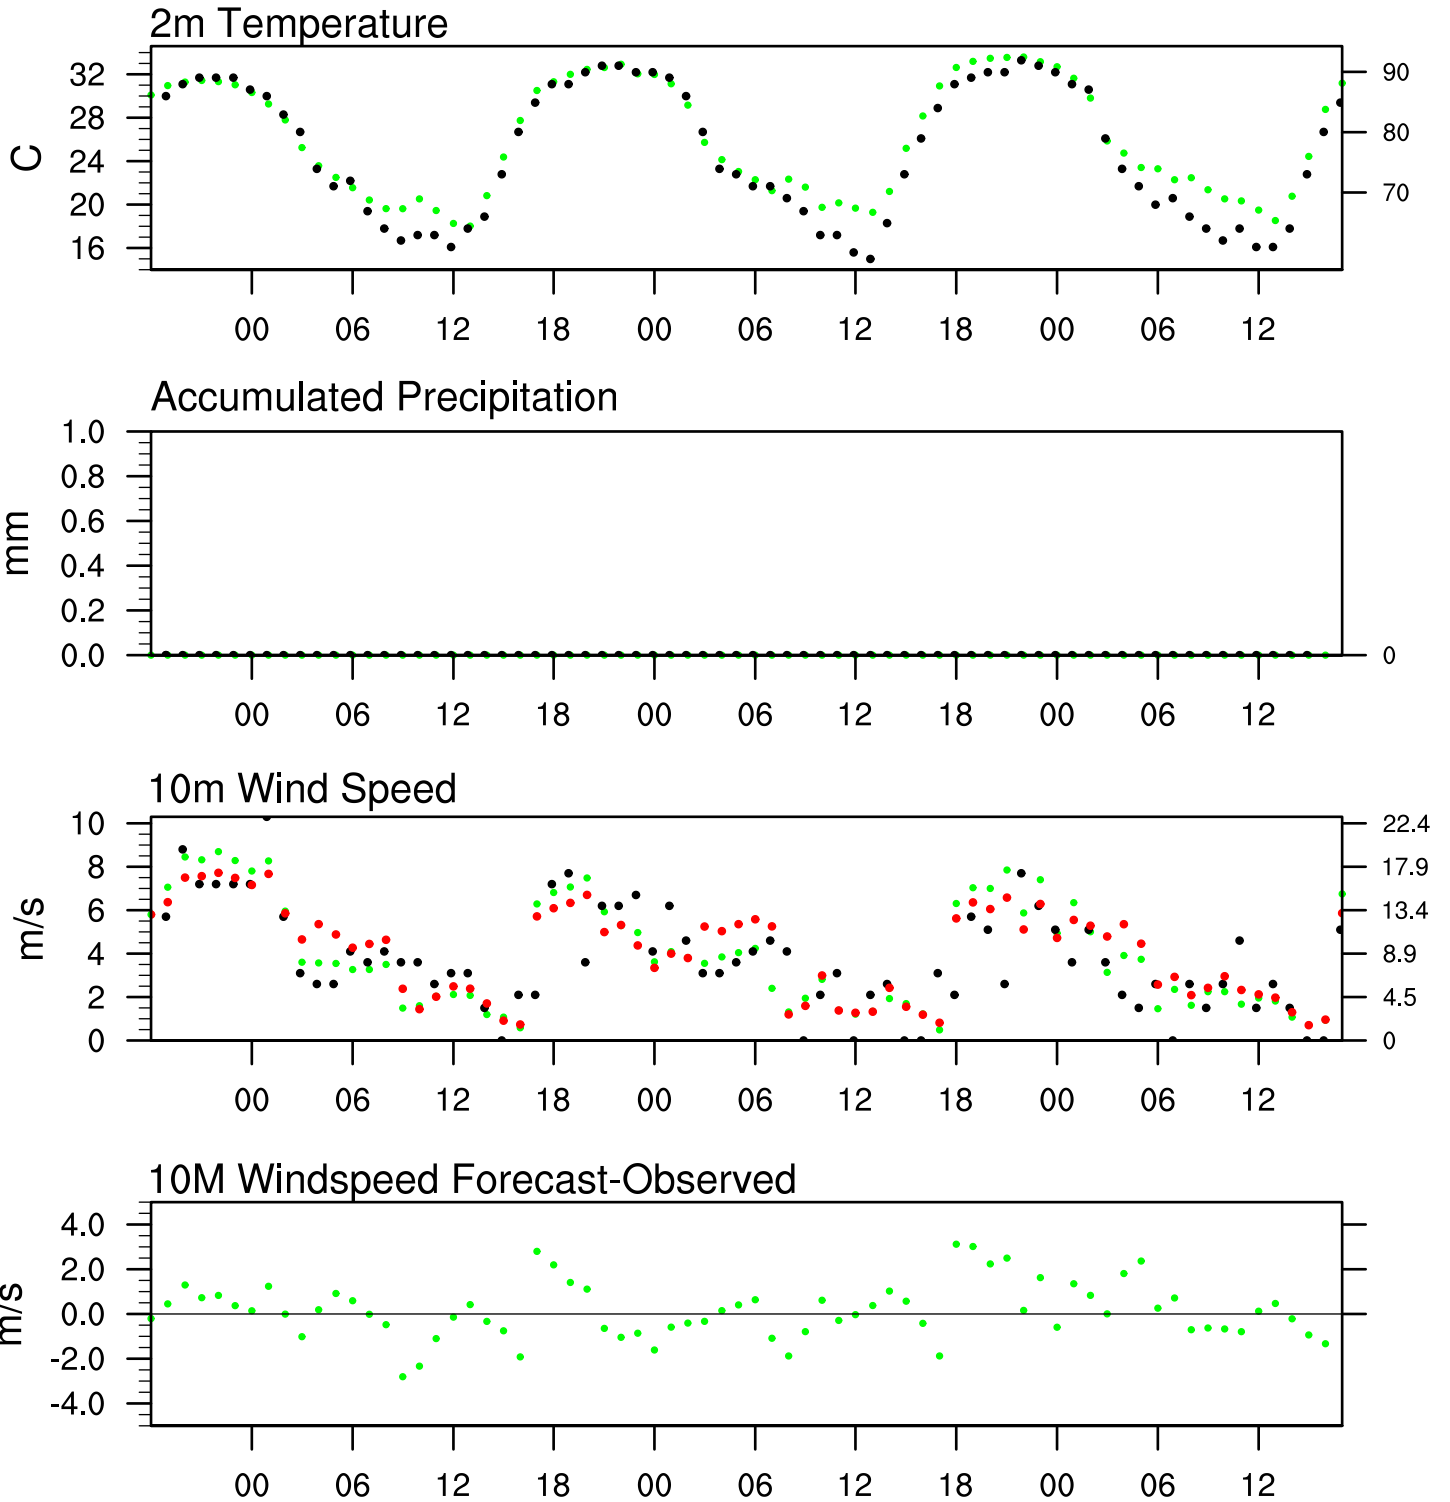 2m Temperature
32
28
24
20
16
C
90
80
70
00 06 12 18 00 06 12 18 00 06 12
Accumulated Precipitation
1.0
0.8
0.6
0.4
0.2
0.0
mm
0
00 06 12 18 00 06 12 18 00 06 12
10m Wind Speed
10
8
6
4
2
0
m/s
22.4
17.9
13.4
8.9
4.5
0
00 06 12 18 00 06 12 18 00 06 12
10M Windspeed Forecast-Observed
4.0
2.0
0.0
-2.0
-4.0
m/s
00 06 12 18 00 06 12 18 00 06 12